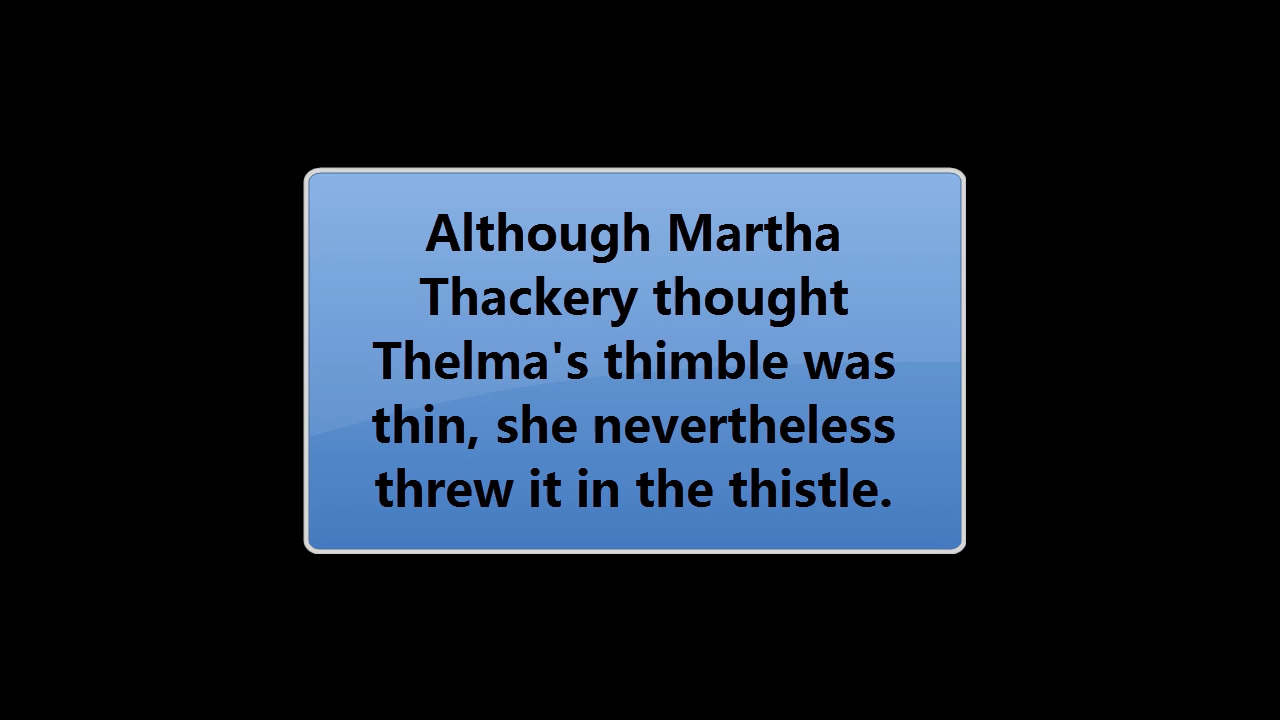 Although Martha
Thackery thought
Thelma's thimble was
thin, she nevertheless
threw it in the thistle.